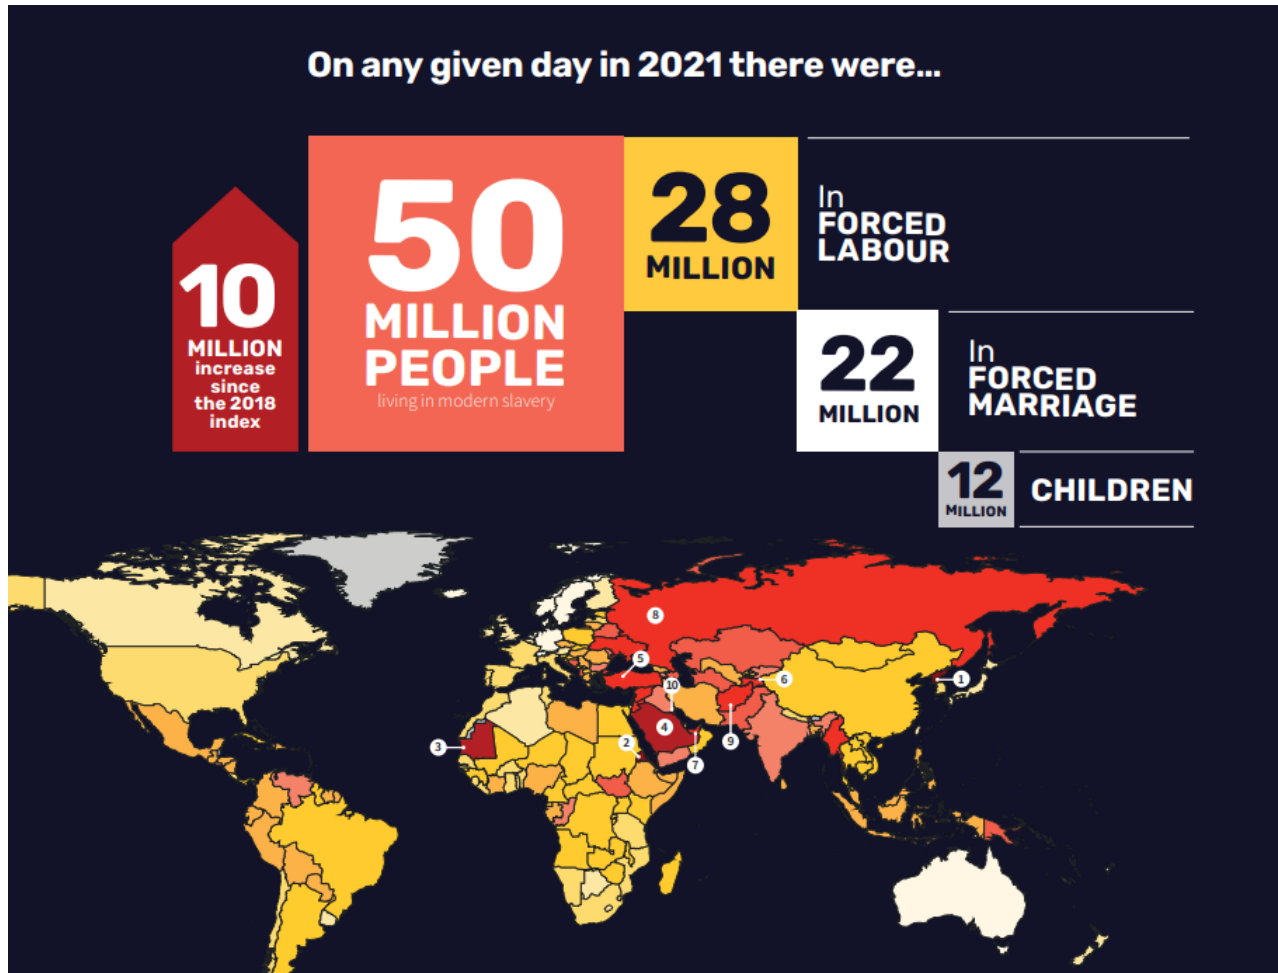 On any given day in 2021 there were...
10
MILLION
increase
since
the 2018
index
50
MILLION
PEOPLE
living in modern slavery
28
MILLION
In
FORCED
LABOUR
22
MILLION
In
FORCED
MARRIAGE
12
MILLION
CHILDREN
8
5
10
6
1
3
2
4
9
7